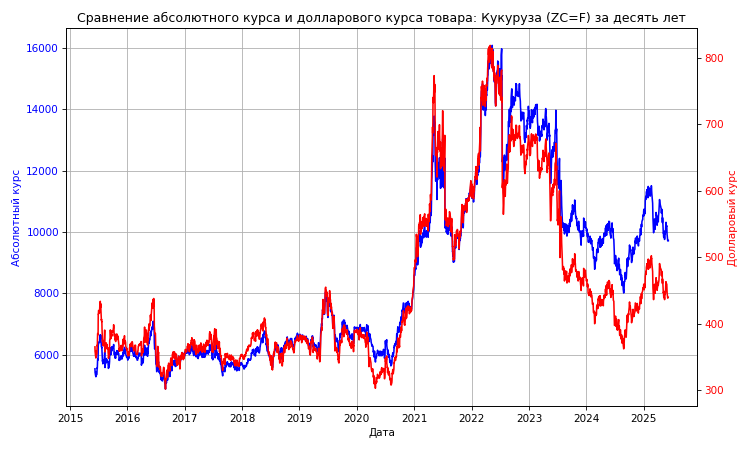 Сравнение абсолютного курса и долларового курса товара: Кукуруза (ZC=F) за десять лет
16000
14000
12000
10000
8000
6000
Абсолютный курс
800
700
600
500
400
300
Долларовый курс
2015 2016 2017 2018 2019 2020 2021 2022 2023 2024 2025
Дата